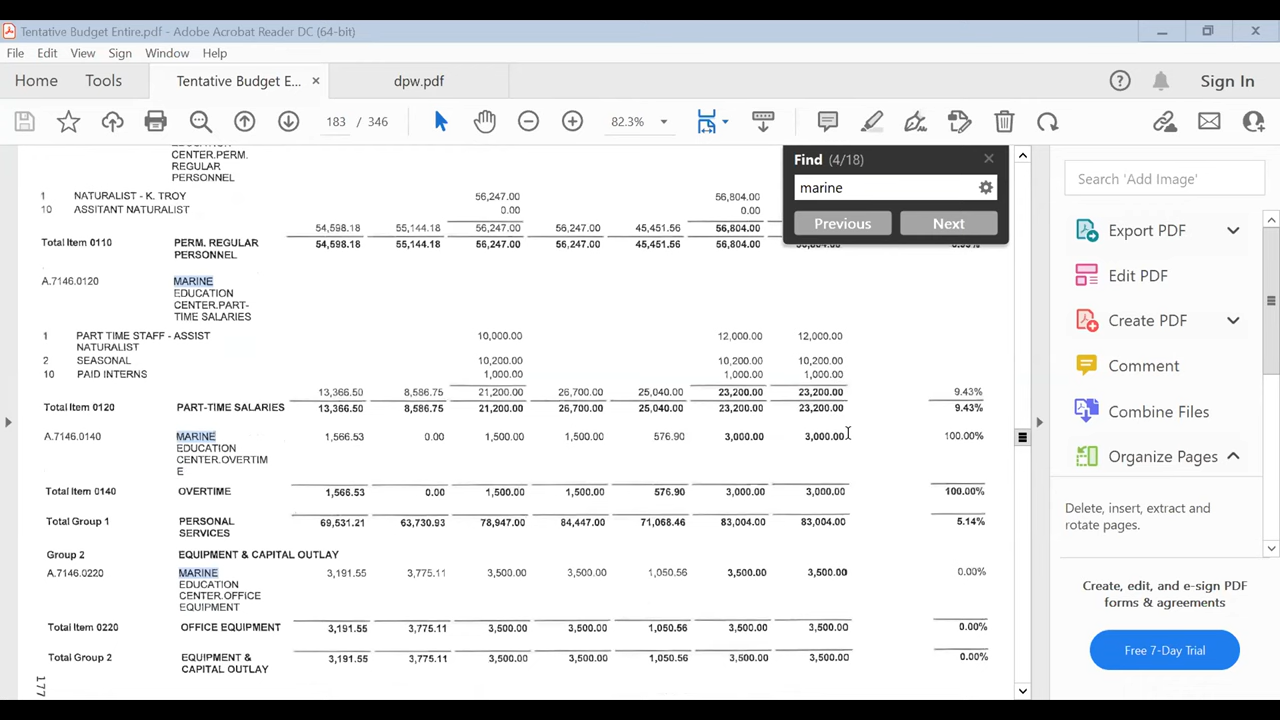 Tentative Budget Entire.pdf - Adobe Acrobat Reader DC (64-bit)
File Edit View Sign Window Help
Home Tools Tentative Budget E... × dpw.pdf Sign In
183 / 346 82.3%
CENTER.PERM.
REGULAR
PERSONNEL
Find (4/18)
marine
Previous Next
1 NATURALIST - K. TROY 56,247.00 56,804.00
10 ASSITANT NATURALIST 0.00 0.00
54,598.18 55,144.18 56,247.00 56,247.00 45,451.56 56,804.00
Total Item 0110 PERM. REGULAR 54,598.18 55,144.18 56,247.00 56,247.00 45,451.56 56,804.00
PERSONNEL
A.7146.0120 MARINE
EDUCATION
CENTER.PART-
TIME SALARIES
1 PART TIME STAFF - ASSIST 10,000.00 12,000.00 12,000.00
NATURALIST
2 SEASONAL 10,200.00 10,200.00 10,200.00
10 PAID INTERNS 1,000.00 1,000.00 1,000.00
13,366.50 8,586.75 21,200.00 26,700.00 25,040.00 23,200.00 23,200.00 9.43%
Total Item 0120 PART-TIME SALARIES 13,366.50 8,586.75 21,200.00 26,700.00 25,040.00 23,200.00 23,200.00 9.43%
A.7146.0140 MARINE 1,566.53 0.00 1,500.00 1,500.00 576.90 3,000.00 3,000.00 100.00%
EDUCATION
CENTER.OVERTIM
E
Total Item 0140 OVERTIME 1,566.53 0.00 1,500.00 1,500.00 576.90 3,000.00 3,000.00 100.00%
Total Group 1 PERSONAL 69,531.21 63,730.93 78,947.00 84,447.00 71,068.46 83,004.00 83,004.00 5.14%
SERVICES
Group 2 EQUIPMENT & CAPITAL OUTLAY
A.7146.0220 MARINE 3,191.55 3,775.11 3,500.00 3,500.00 1,050.56 3,500.00 3,500.00 0.00%
EDUCATION
CENTER.OFFICE
EQUIPMENT
Total Item 0220 OFFICE EQUIPMENT 3,191.55 3,775.11 3,500.00 3,500.00 1,050.56 3,500.00 3,500.00 0.00%
Total Group 2 EQUIPMENT & 3,191.55 3,775.11 3,500.00 3,500.00 1,050.56 3,500.00 3,500.00 0.00%
CAPITAL OUTLAY
177
Search 'Add Image'
Export PDF
Edit PDF
Create PDF
Comment
Combine Files
Organize Pages
Delete, insert, extract and
rotate pages.
Create, edit, and e-sign PDF
forms & agreements
Free 7-Day Trial